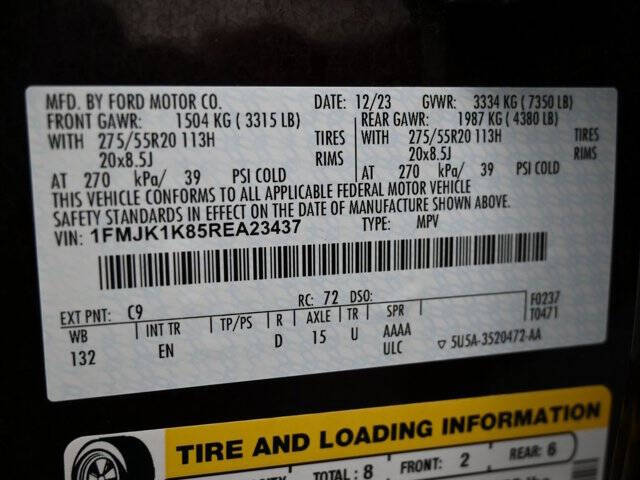 MFD. BY FORD MOTOR CO. DATE: 12/23 GVWR: 3334 KG ( 7350 LB)
FRONT GAWR: 1504 KG ( 3315 LB) REAR GAWR: 1987 KG ( 4380 LB)
WITH 275/55R20 113H TIRES WITH 275/55R20 113H TIRES
20x8.5J RIMS 20x8.5J RIMS
AT 270 kPa/ 39 PSI COLD AT 270 kPa/ 39 PSI COLD
THIS VEHICLE CONFORMS TO ALL APPLICABLE FEDERAL MOTOR VEHICLE
SAFETY STANDARDS IN EFFECT ON THE DATE OF MANUFACTURE SHOWN ABOVE.
VIN: 1FMJK1K85REA23437 TYPE: MPV
EXT PNT: C9 RC: 72 DSO: F0237
WB INT TR TP/PS R AXLE TR SPR T0471
132 EN D 15 U AAAA
ULC ▽ 5U5A-3520472-AA
TIRE AND LOADING INFORMATION
TOTAL: 8 FRONT: 2 REAR: 6